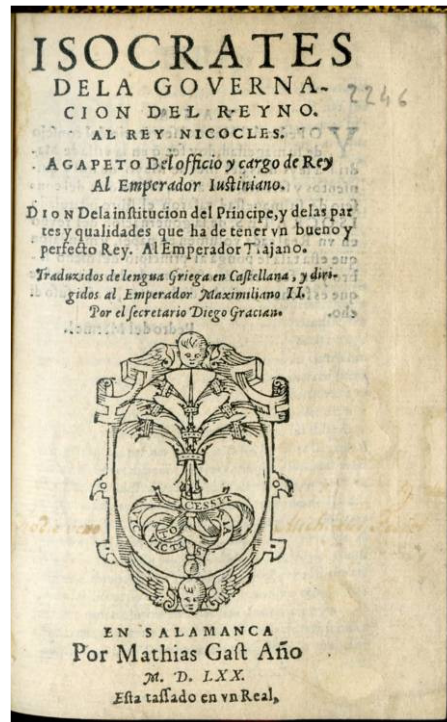 ISOCRATES
DELA GOVERNA-
CION DEL REYNO.
AL REY NICOCLES.
2246
AGAPETO Del officio y cargo de Rey
Al Emperador Iuſtiniano.
DION Dela inſtitucion del Principe, y delas par
tes y qualidades que ha de tener vn bueno y
perfecto Rey. Al Emperador Trajano.
Traduzidos de lengua Griega en Caſtellana, y diri-
gidos al Emperador Maximiliano II.
Por el ſecretario Diego Gracian.
CESSIT
VICTA
EN SALAMANCA
Por Mathias Gaſt Año
M. D. LXX.
Eſta taſſado en vn Real,